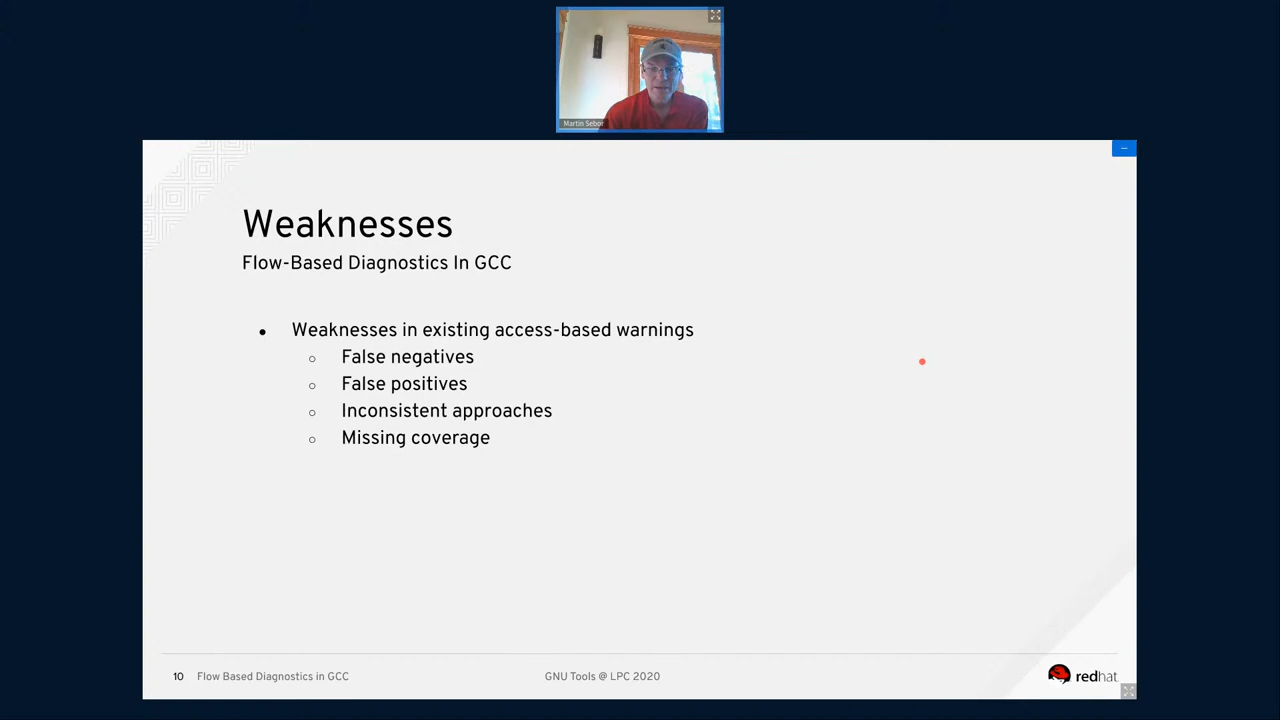 Martin Sebor
Weaknesses
Flow-Based Diagnostics In GCC
Weaknesses in existing access-based warnings
False negatives
False positives
Inconsistent approaches
Missing coverage
10 Flow Based Diagnostics in GCC GNU Tools @ LPC 2020 redhat.